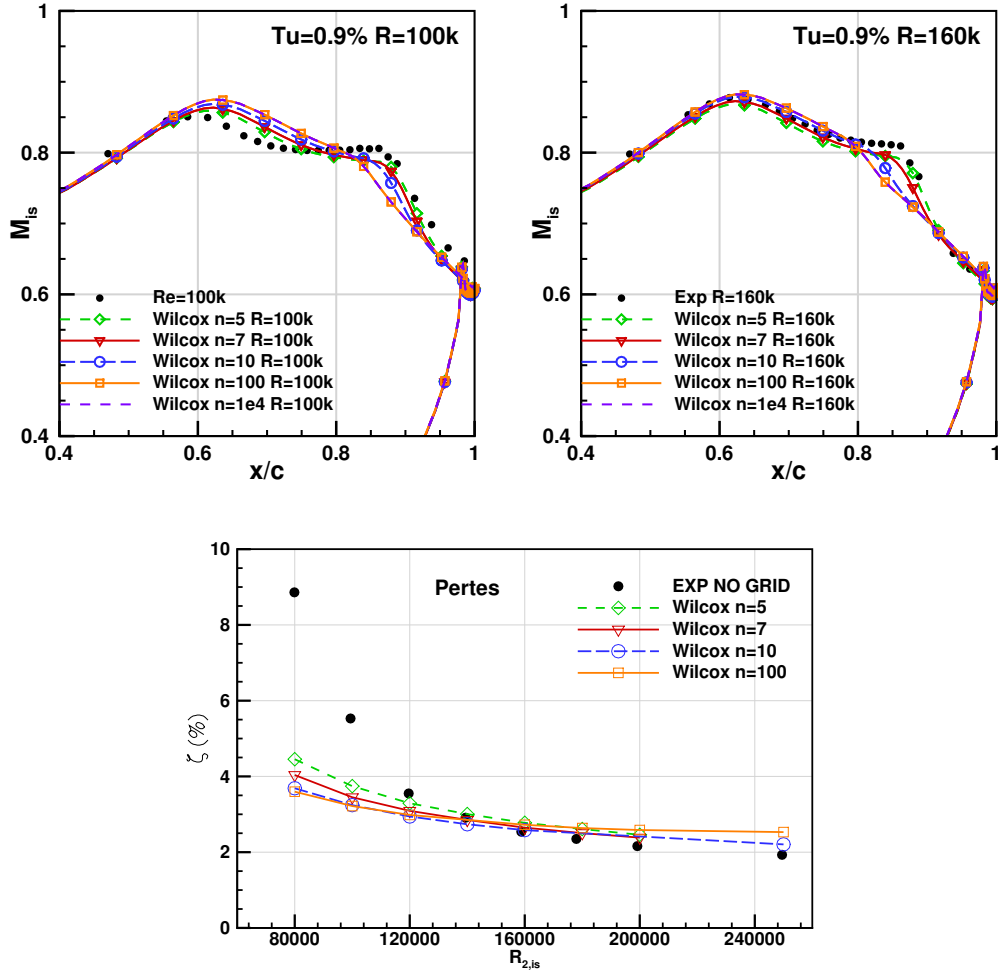 Tu=0.9% R=100k
M_is
1
0.8
0.6
0.4
Re=100k
Wilcox n=5 R=100k
Wilcox n=7 R=100k
Wilcox n=10 R=100k
Wilcox n=100 R=100k
Wilcox n=1e4 R=100k
0.4 0.6 0.8 1
x/c
Tu=0.9% R=160k
M_is
1
0.8
0.6
0.4
Exp R=160k
Wilcox n=5 R=160k
Wilcox n=7 R=160k
Wilcox n=10 R=160k
Wilcox n=100 R=160k
Wilcox n=1e4 R=160k
0.4 0.6 0.8 1
x/c
Pertes
ζ (%)
10
8
6
4
2
0
EXP NO GRID
Wilcox n=5
Wilcox n=7
Wilcox n=10
Wilcox n=100
80000 120000 160000 200000 240000
R_2,is